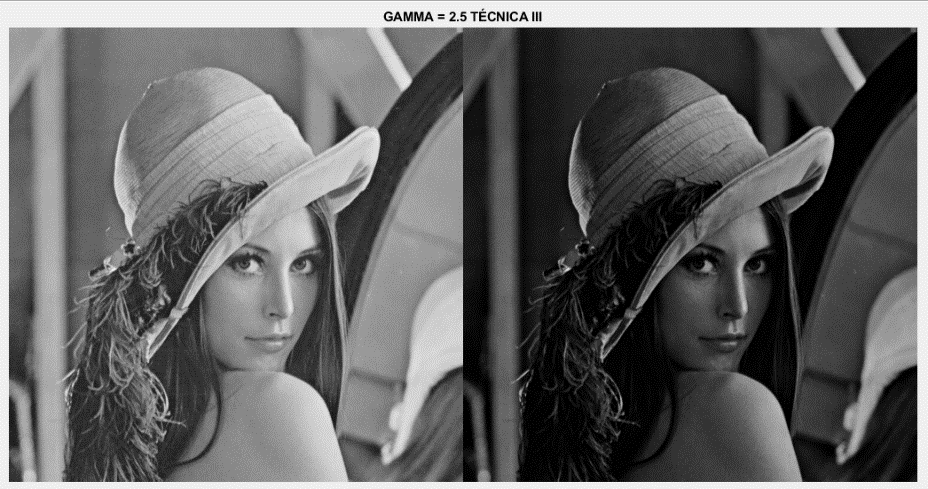 GAMMA = 2.5 TÉCNICA III